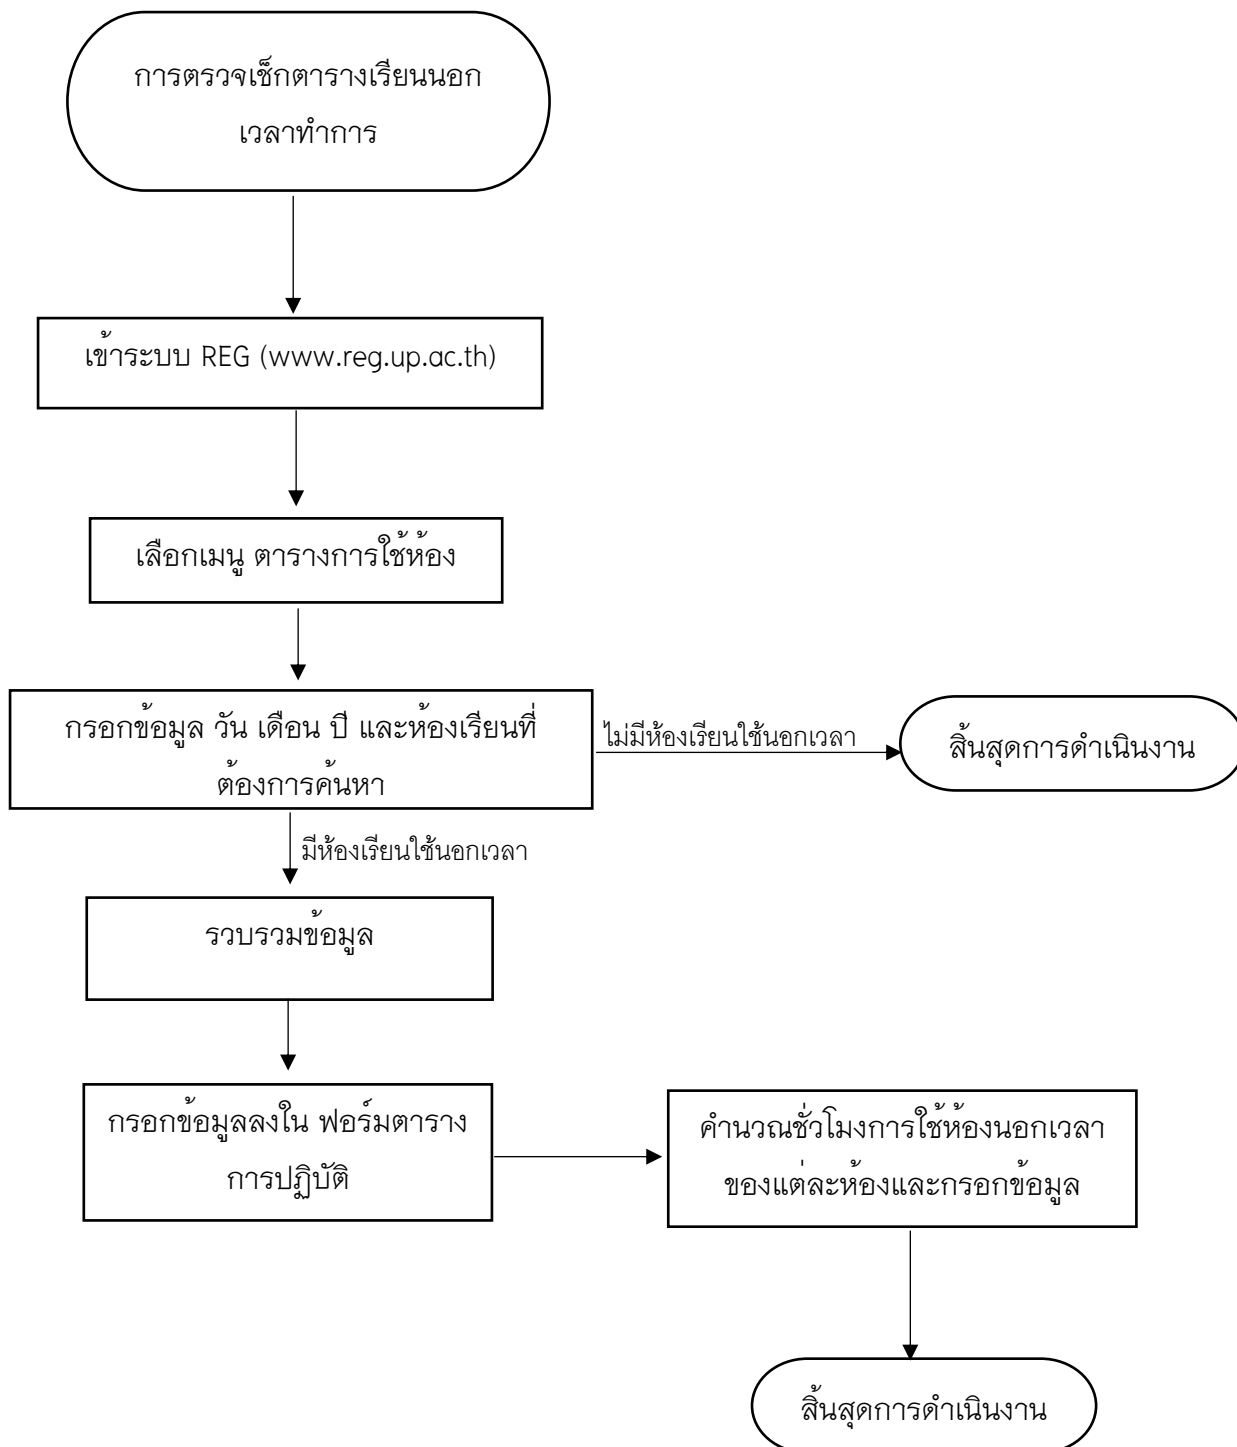 การตรวจเช็กตารางเรียนนอก
เวลาทำการ
เข้าระบบ REG (www.reg.up.ac.th)
เลือกเมนู ตารางการใช้ห้อง
กรอกข้อมูล วัน เดือน ปี และห้องเรียนที่
ต้องการค้นหา
ไม่มีห้องเรียนใช้นอกเวลา
สิ้นสุดการดำเนินงาน
มีห้องเรียนใช้นอกเวลา
รวบรวมข้อมูล
กรอกข้อมูลลงใน ฟอร์มตาราง
การปฏิบัติ
คำนวณชั่วโมงการใช้ห้องนอกเวลา
ของแต่ละห้องและกรอกข้อมูล
สิ้นสุดการดำเนินงาน